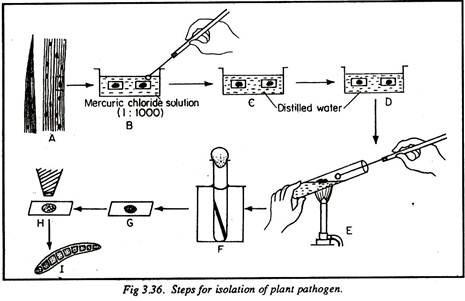 A
Mercuric chloride solution
(1:1000)
B
C
Distilled water
D
E
F
G
H
I
Fig 3.36. Steps for isolation of plant pathogen.